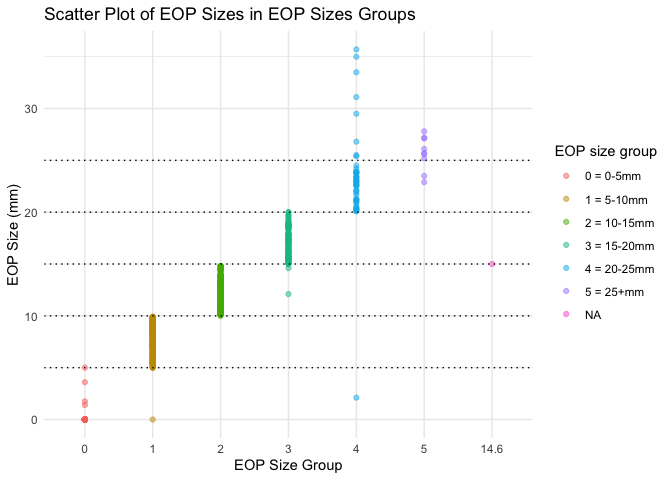 Scatter Plot of EOP Sizes in EOP Sizes Groups
EOP Size (mm)
30
20
10
0
0 1 2 3 4 5 14.6
EOP Size Group
EOP size group
0 = 0-5mm
1 = 5-10mm
2 = 10-15mm
3 = 15-20mm
4 = 20-25mm
5 = 25+mm
NA